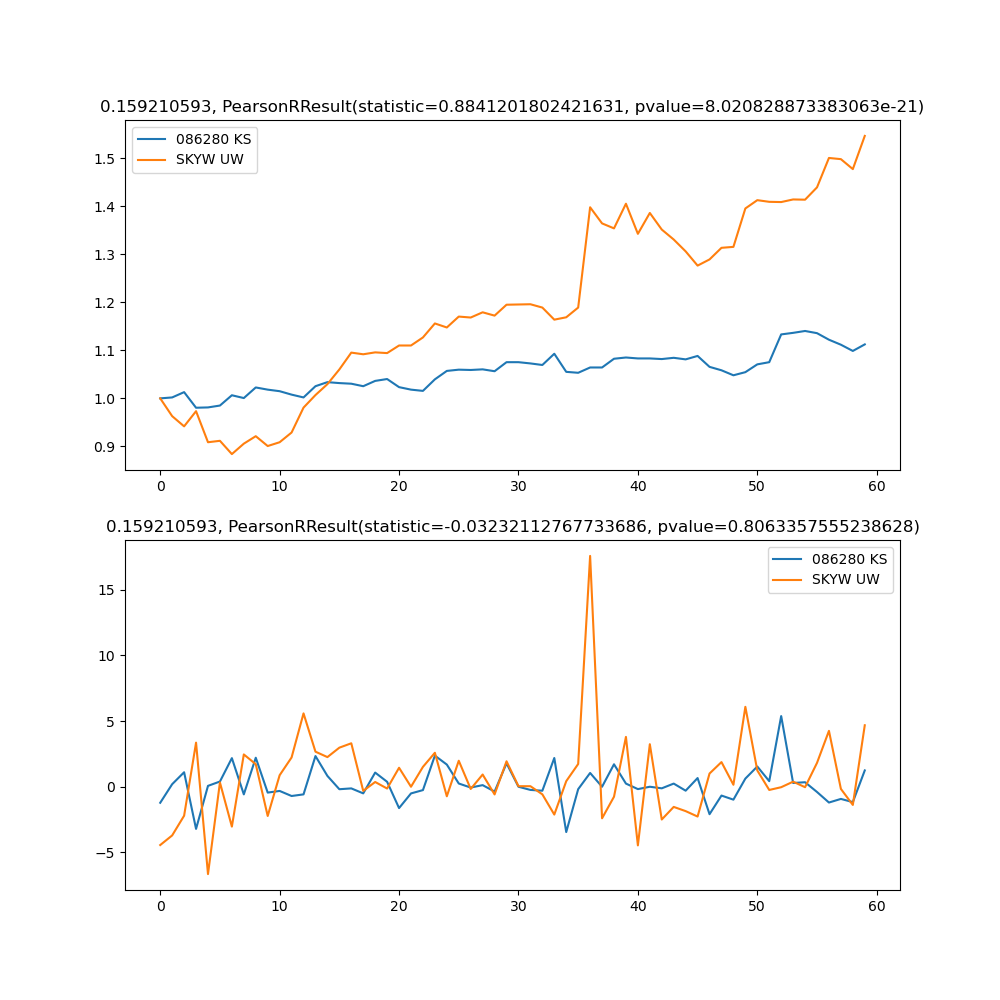 0.159210593, PearsonRResult(statistic=0.8841201802421631, pvalue=8.020828873383063e-21)
086280 KS
SKYW UW
1.5
1.4
1.3
1.2
1.1
1.0
0.9
0 10 20 30 40 50 60
0.159210593, PearsonRResult(statistic=-0.03232112767733686, pvalue=0.8063357555238628)
086280 KS
SKYW UW
15
10
5
0
−5
0 10 20 30 40 50 60